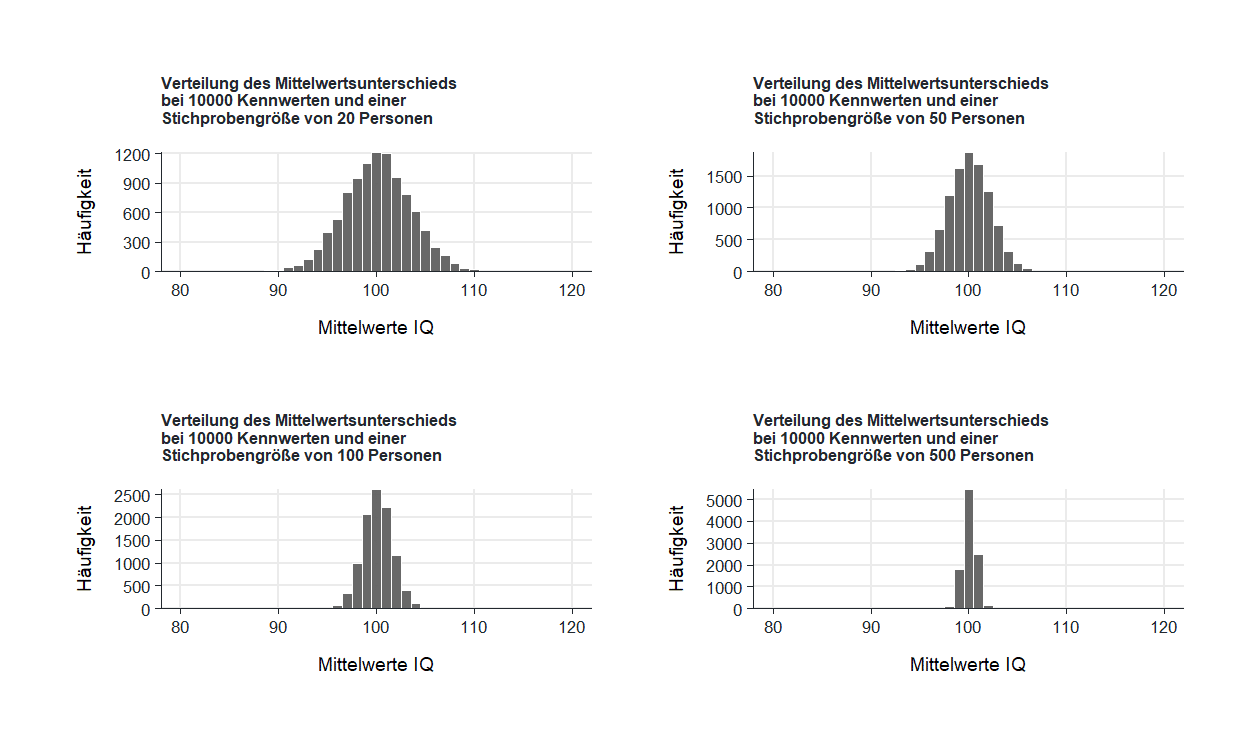 Verteilung des Mittelwertsunterschieds
bei 10000 Kennwerten und einer
Stichprobengröße von 20 Personen
1200
900
600
300
0
Häufigkeit
80 90 100 110 120
Mittelwerte IQ
Verteilung des Mittelwertsunterschieds
bei 10000 Kennwerten und einer
Stichprobengröße von 50 Personen
1500
1000
500
0
Häufigkeit
80 90 100 110 120
Mittelwerte IQ
Verteilung des Mittelwertsunterschieds
bei 10000 Kennwerten und einer
Stichprobengröße von 100 Personen
2500
2000
1500
1000
500
0
Häufigkeit
80 90 100 110 120
Mittelwerte IQ
Verteilung des Mittelwertsunterschieds
bei 10000 Kennwerten und einer
Stichprobengröße von 500 Personen
5000
4000
3000
2000
1000
0
Häufigkeit
80 90 100 110 120
Mittelwerte IQ